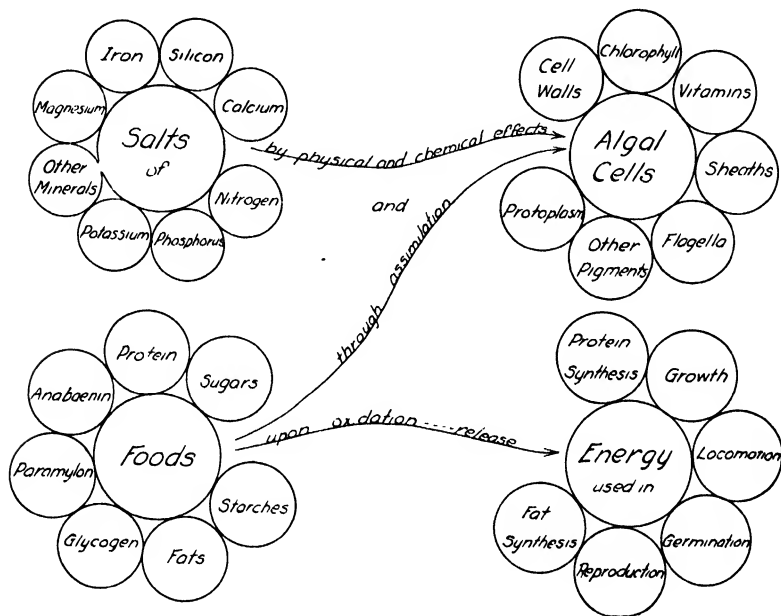 Iron
Silicon
Magnesium
Calcium
Salts
of
Other
Minerals
Nitrogen
Potassium
Phosphorus
by physical and chemical effects
and
through assimilation
Cell
Walls
Chlorophyll
Vitamins
Algal
Cells
Sheaths
Protoplasm
Other
Pigments
Flagella
Protein
Sugars
Anabaenin
Foods
Paramylon
Starches
Glycogen
Fats
upon oxidation ---- release
Protein
Synthesis
Growth
Energy
used in
Locomotion
Fat
Synthesis
Germination
Reproduction